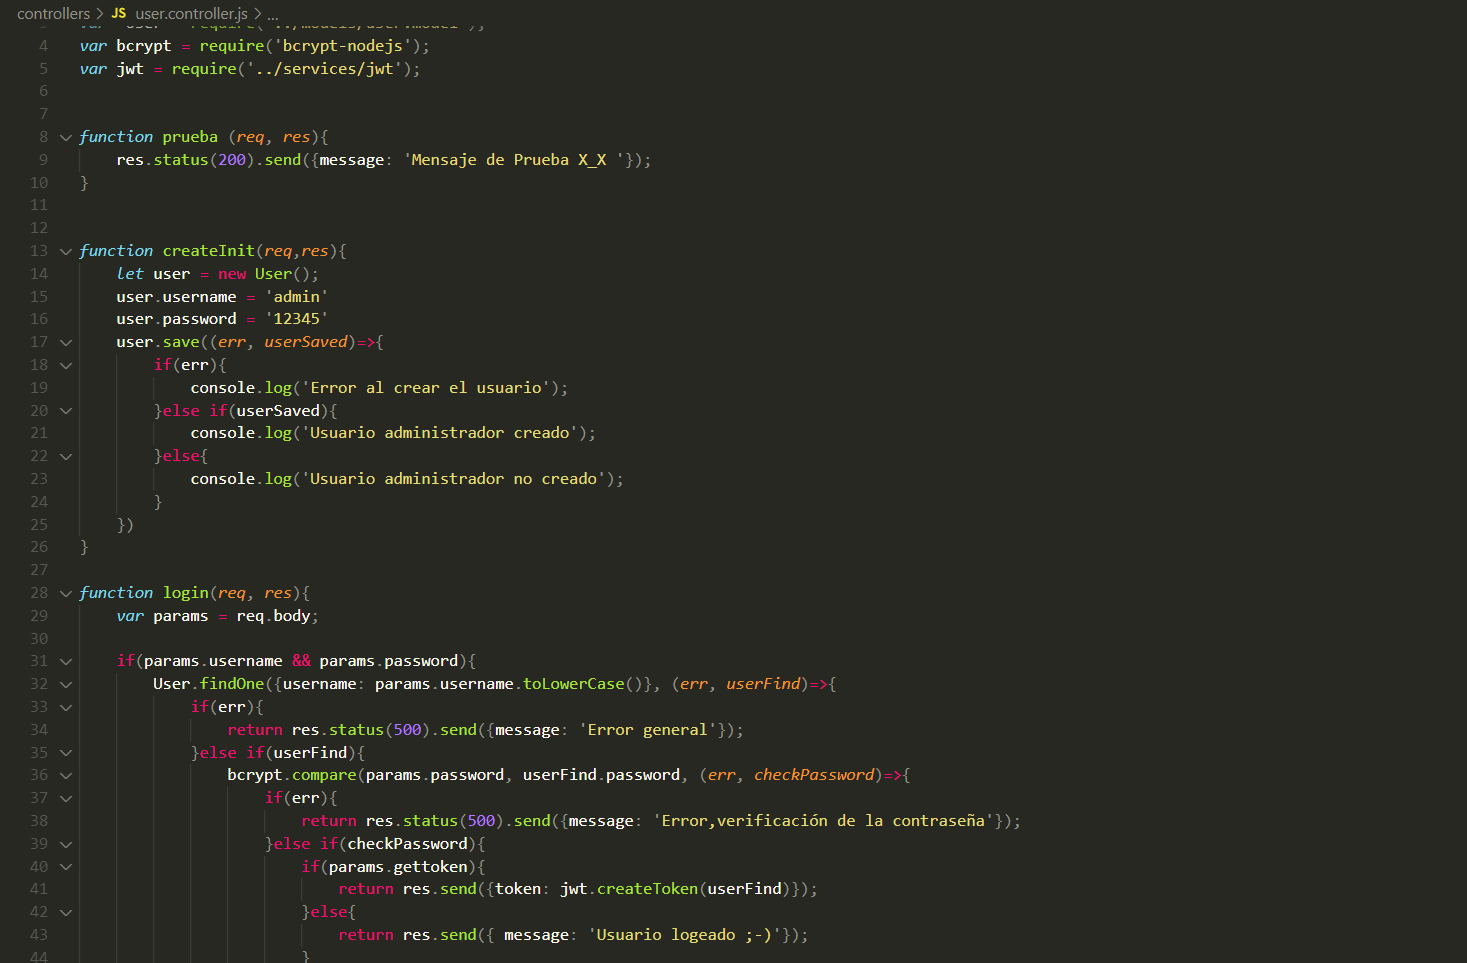 controllers > JS user.controller.js > ...
4 var bcrypt = require('bcrypt-nodejs');
5 var jwt = require('../services/jwt');
6
7
8 function prueba (req, res){
9 res.status(200).send({message: 'Mensaje de Prueba X_X '});
10 }
11
12
13 function createInit(req,res){
14 let user = new User();
15 user.username = 'admin'
16 user.password = '12345'
17 user.save((err, userSaved)=>{
18 if(err){
19 console.log('Error al crear el usuario');
20 }else if(userSaved){
21 console.log('Usuario administrador creado');
22 }else{
23 console.log('Usuario administrador no creado');
24 }
25 })
26 }
27
28 function login(req, res){
29 var params = req.body;
30
31 if(params.username && params.password){
32 User.findOne({username: params.username.toLowerCase()}, (err, userFind)=>{
33 if(err){
34 return res.status(500).send({message: 'Error general'});
35 }else if(userFind){
36 bcrypt.compare(params.password, userFind.password, (err, checkPassword)=>{
37 if(err){
38 return res.status(500).send({message: 'Error,verificación de la contraseña'});
39 }else if(checkPassword){
40 if(params.gettoken){
41 return res.send({token: jwt.createToken(userFind)});
42 }else{
43 return res.send({ message: 'Usuario logeado ;-)'});
44 }